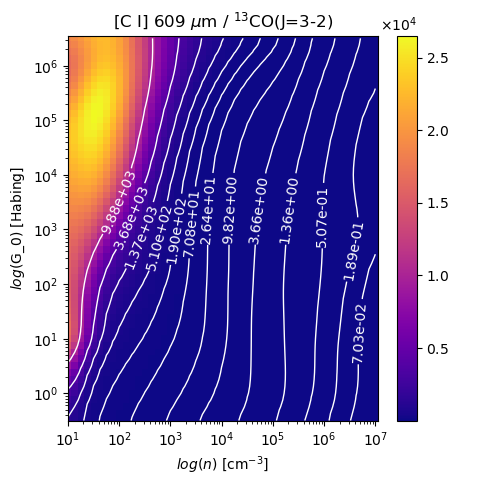 [C I] 609 μm / ¹³CO(J=3-2)
×10⁴
10⁶
10⁵
10⁴
10³
10²
10¹
10⁰
log(G_0) [Habing]
9.88e+03
3.68e+03
1.37e+03
5.10e+02
1.90e+02
7.08e+01
2.64e+01
9.82e+00
3.66e+00
1.36e+00
5.07e-01
1.89e-01
7.03e-02
10¹ 10² 10³ 10⁴ 10⁵ 10⁶ 10⁷
log(n) [cm⁻³]
2.5
2.0
1.5
1.0
0.5